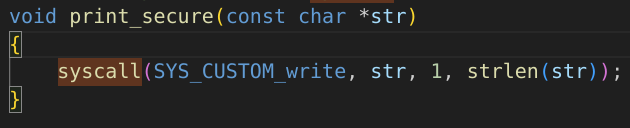 void print_secure(const char *str)
{
    syscall(SYS_CUSTOM_write, str, 1, strlen(str));
}